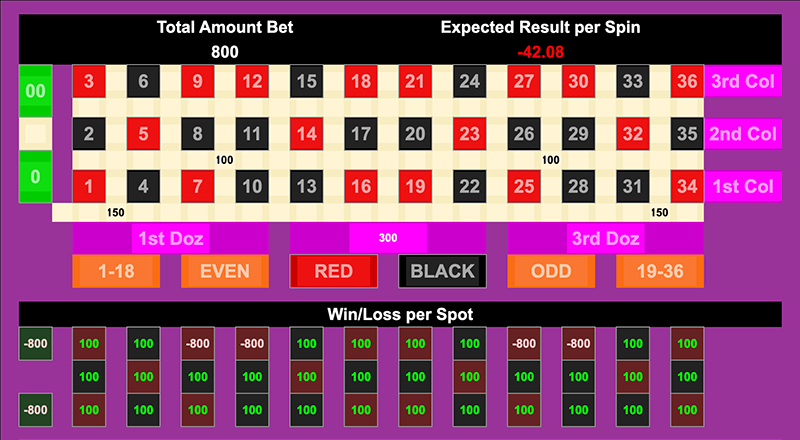 Total Amount Bet Expected Result per Spin
800 -42.08
00 3 6 9 12 15 18 21 24 27 30 33 36 3rd Col
2 5 8 11 14 17 20 23 26 29 32 35 2nd Col
100 100
0 1 4 7 10 13 16 19 22 25 28 31 34 1st Col
150 150
1st Doz 300 3rd Doz
1-18 EVEN RED BLACK ODD 19-36
Win/Loss per Spot
-800 100 100 -800 -800 100 100 100 100 -800 -800 100 100
100 100 100 100 100 100 100 100 100 100 100 100
-800 100 100 100 100 100 100 100 100 100 100 100 100